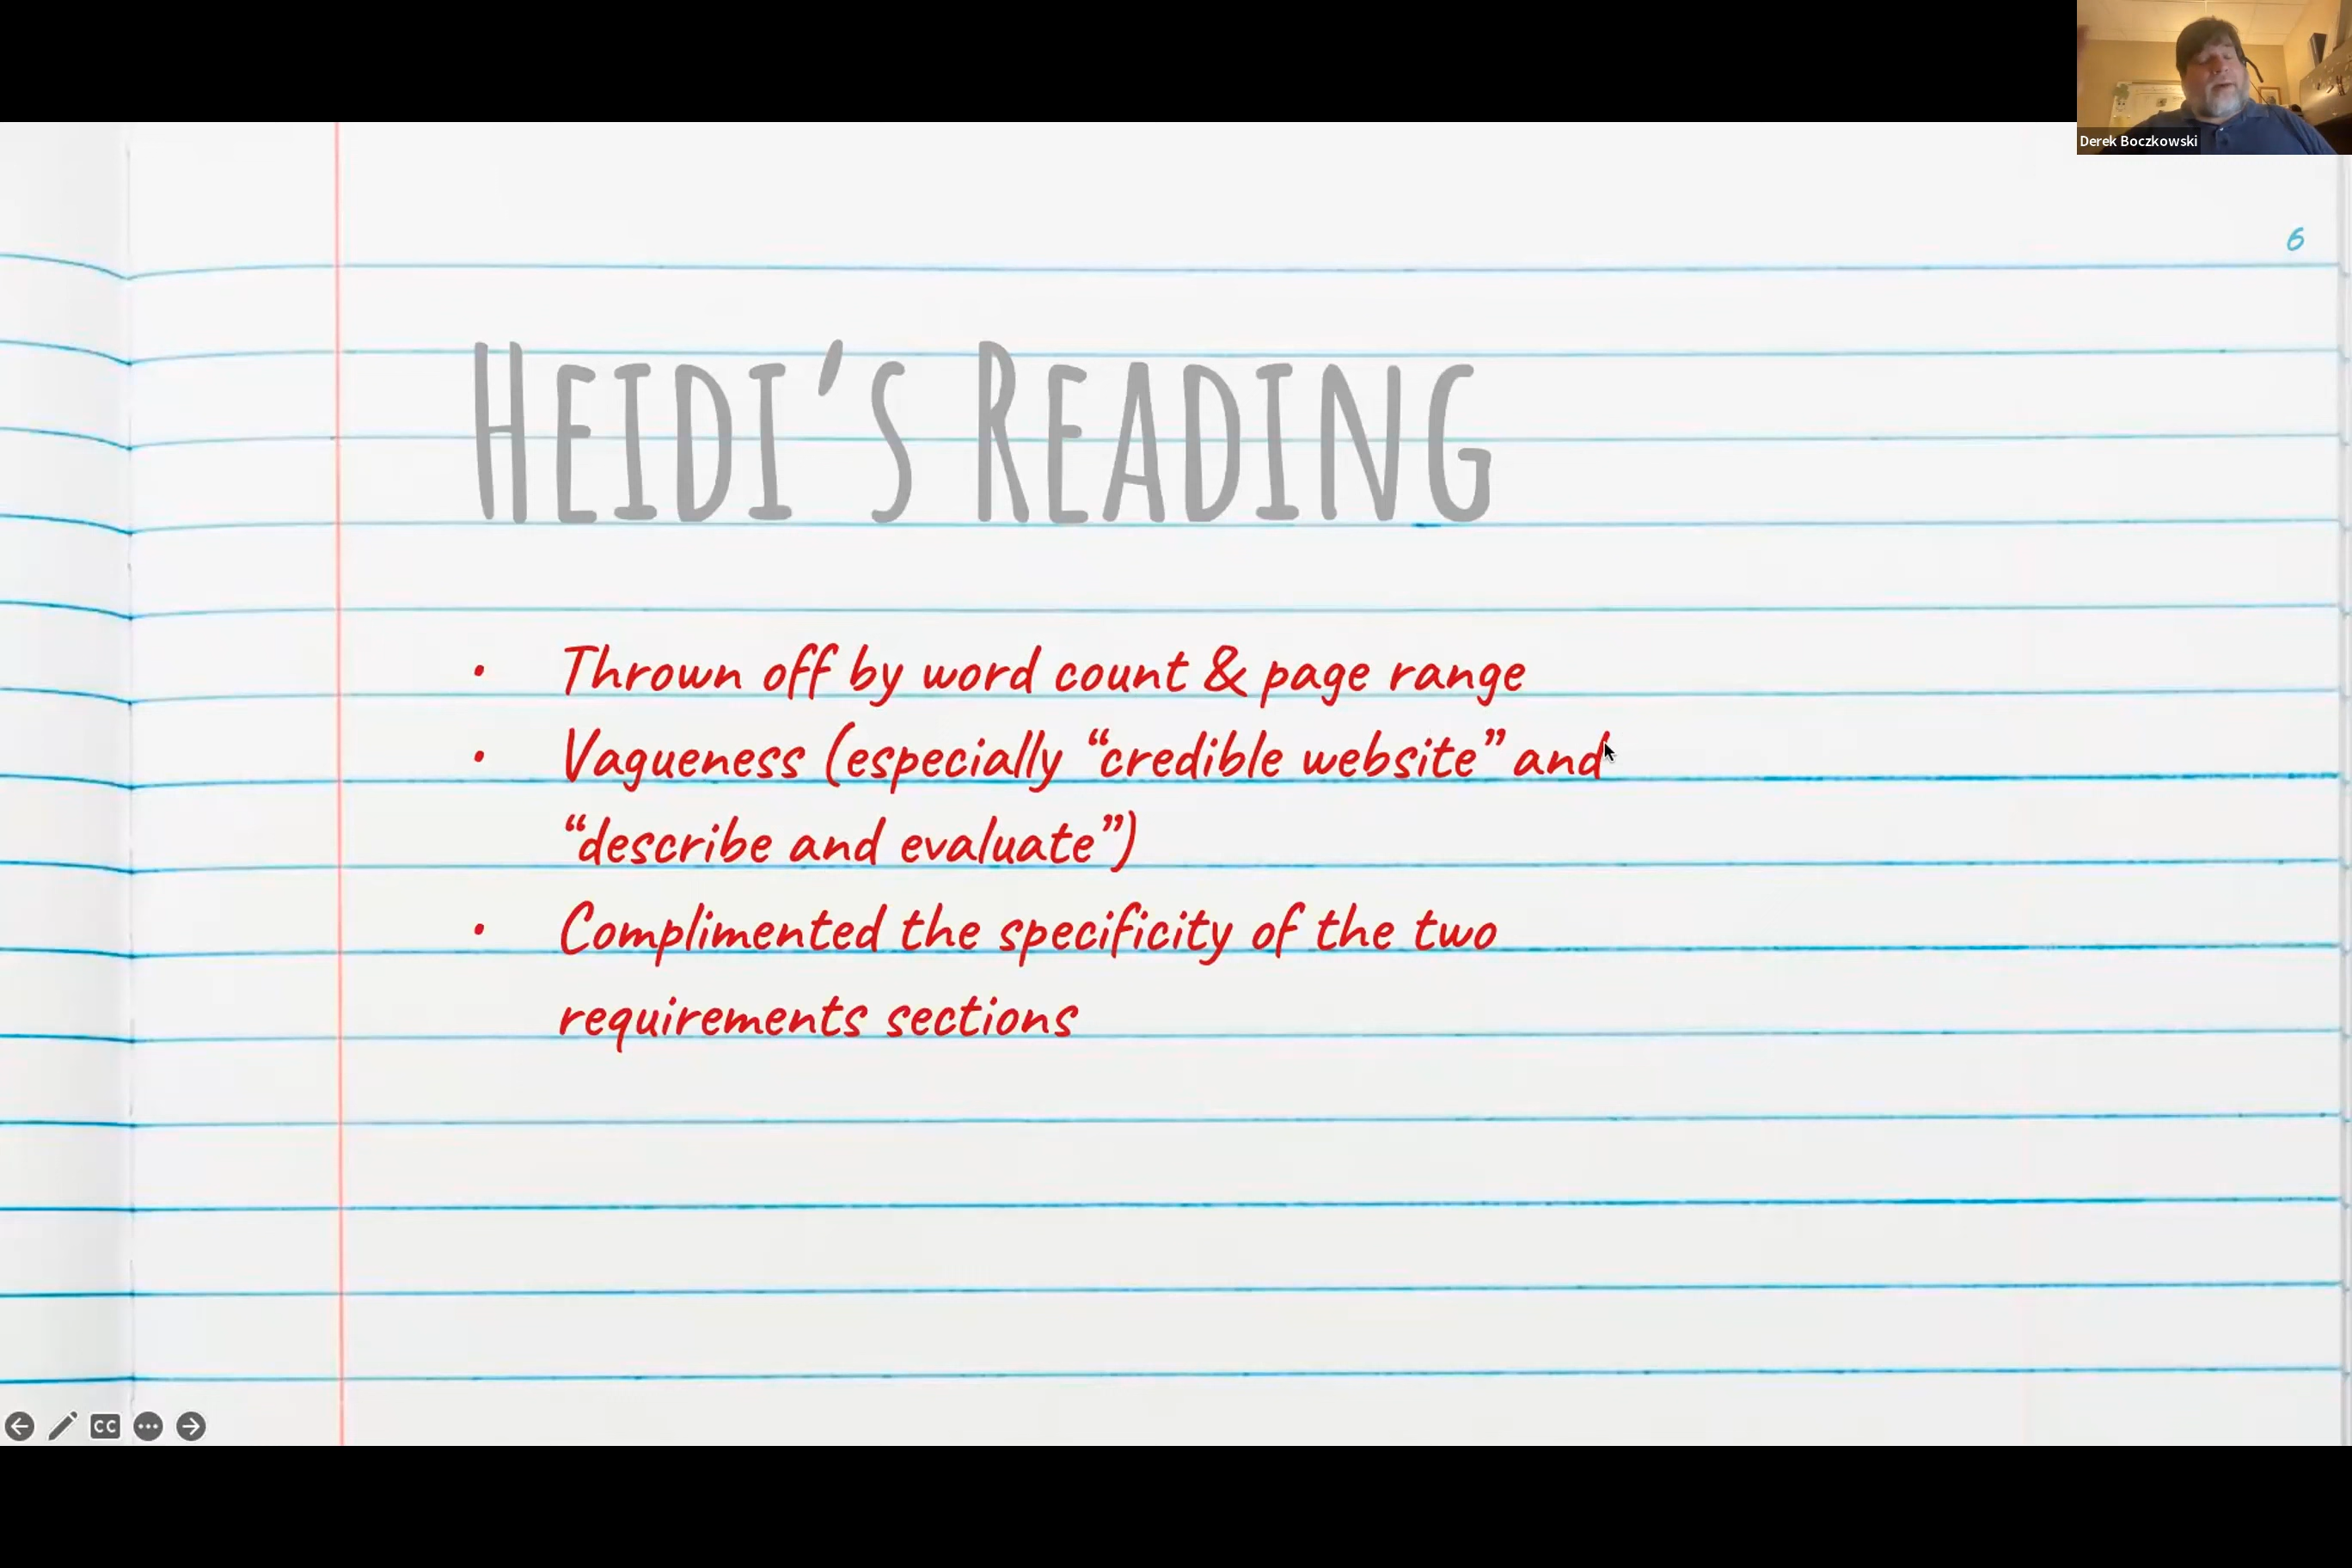 Derek Boczkowski
6
HEIDI’S READING
• Thrown off by word count & page range
• Vagueness (especially “credible website” and
“describe and evaluate”)
• Complimented the specificity of the two
requirements sections
CC